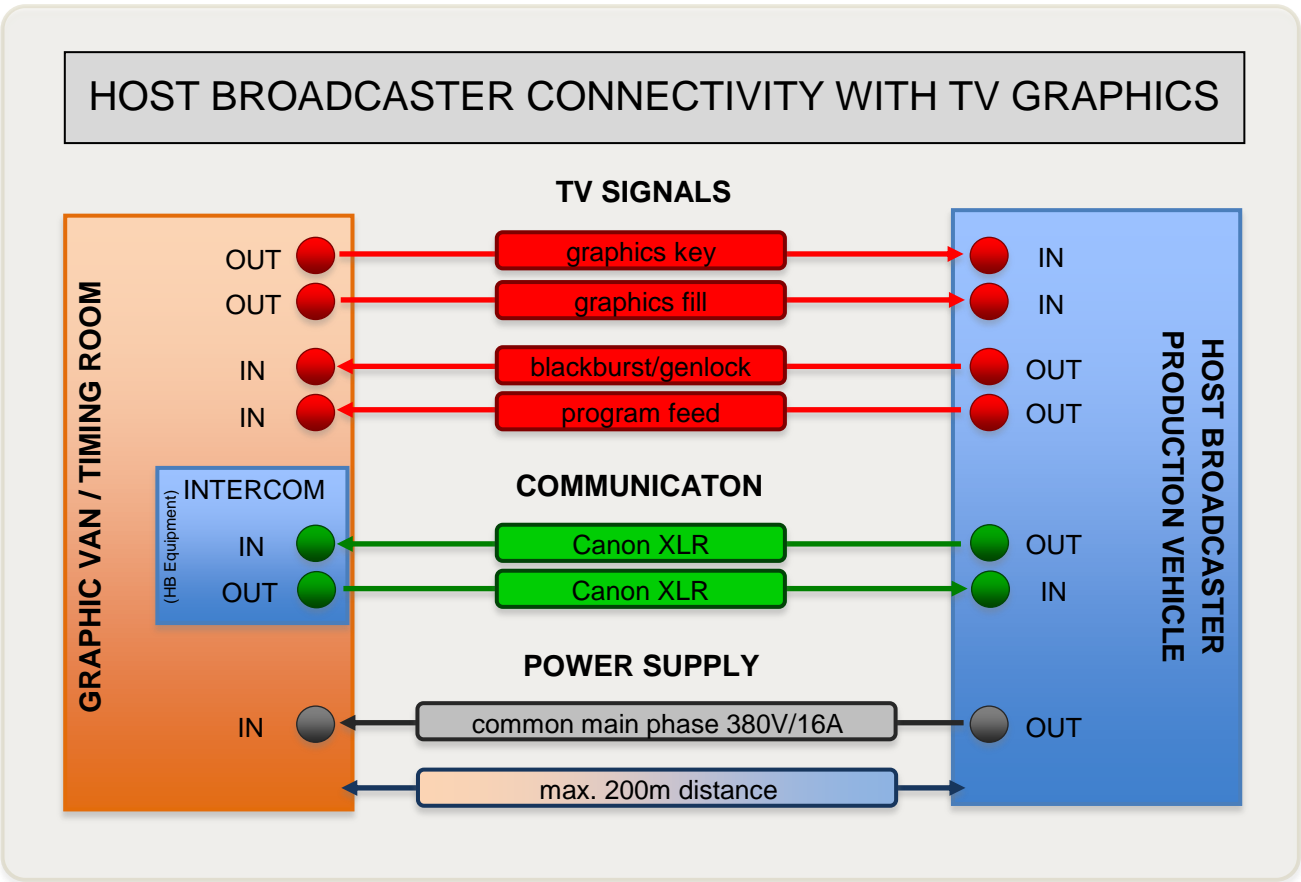 HOST BROADCASTER CONNECTIVITY WITH TV GRAPHICS
TV SIGNALS
GRAPHIC VAN / TIMING ROOM
HOST BROADCASTER
PRODUCTION VEHICLE
OUT graphics key IN
OUT graphics fill IN
IN blackburst/genlock OUT
IN program feed OUT
COMMUNICATON
INTERCOM
(HB Equipment)
IN Canon XLR OUT
OUT Canon XLR IN
POWER SUPPLY
IN common main phase 380V/16A OUT
max. 200m distance